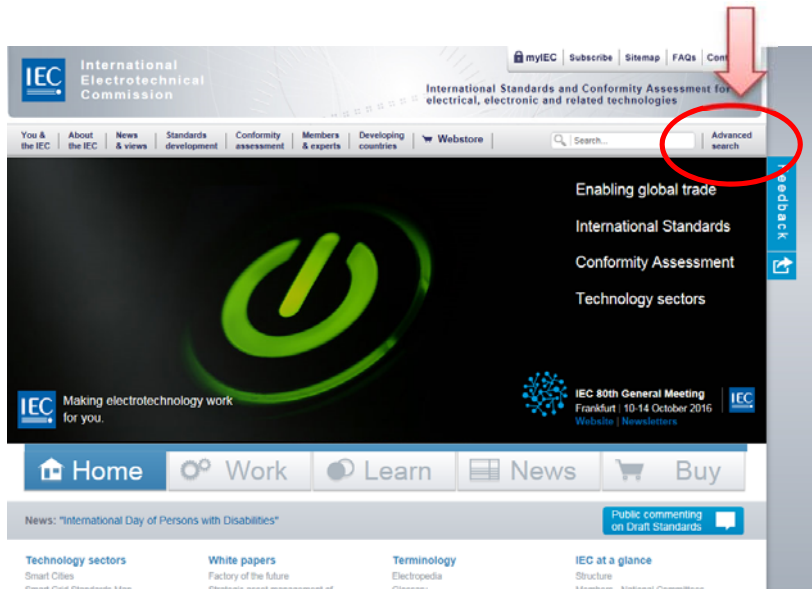 myIEC | Subscribe | Sitemap | FAQs |
IEC
International
Electrotechnical
Commission
International Standards and Conformity Assessment for
electrical, electronic and related technologies
You &
the IEC
About
the IEC
News
& views
Standards
development
Conformity
assessment
Members
& experts
Developing
countries
Webstore
Search...
Advanced
search
Feedback
Enabling global trade
International Standards
Conformity Assessment
Technology sectors
IEC
Making electrotechnology work
for you.
IEC 80th General Meeting
Frankfurt | 10-14 October 2016
Website | Newsletters
IEC
Home
Work
Learn
News
Buy
News: "International Day of Persons with Disabilities"
Public commenting
on Draft Standards
Technology sectors
Smart Cities
White papers
Factory of the future
Terminology
Electropedia
IEC at a glance
Structure